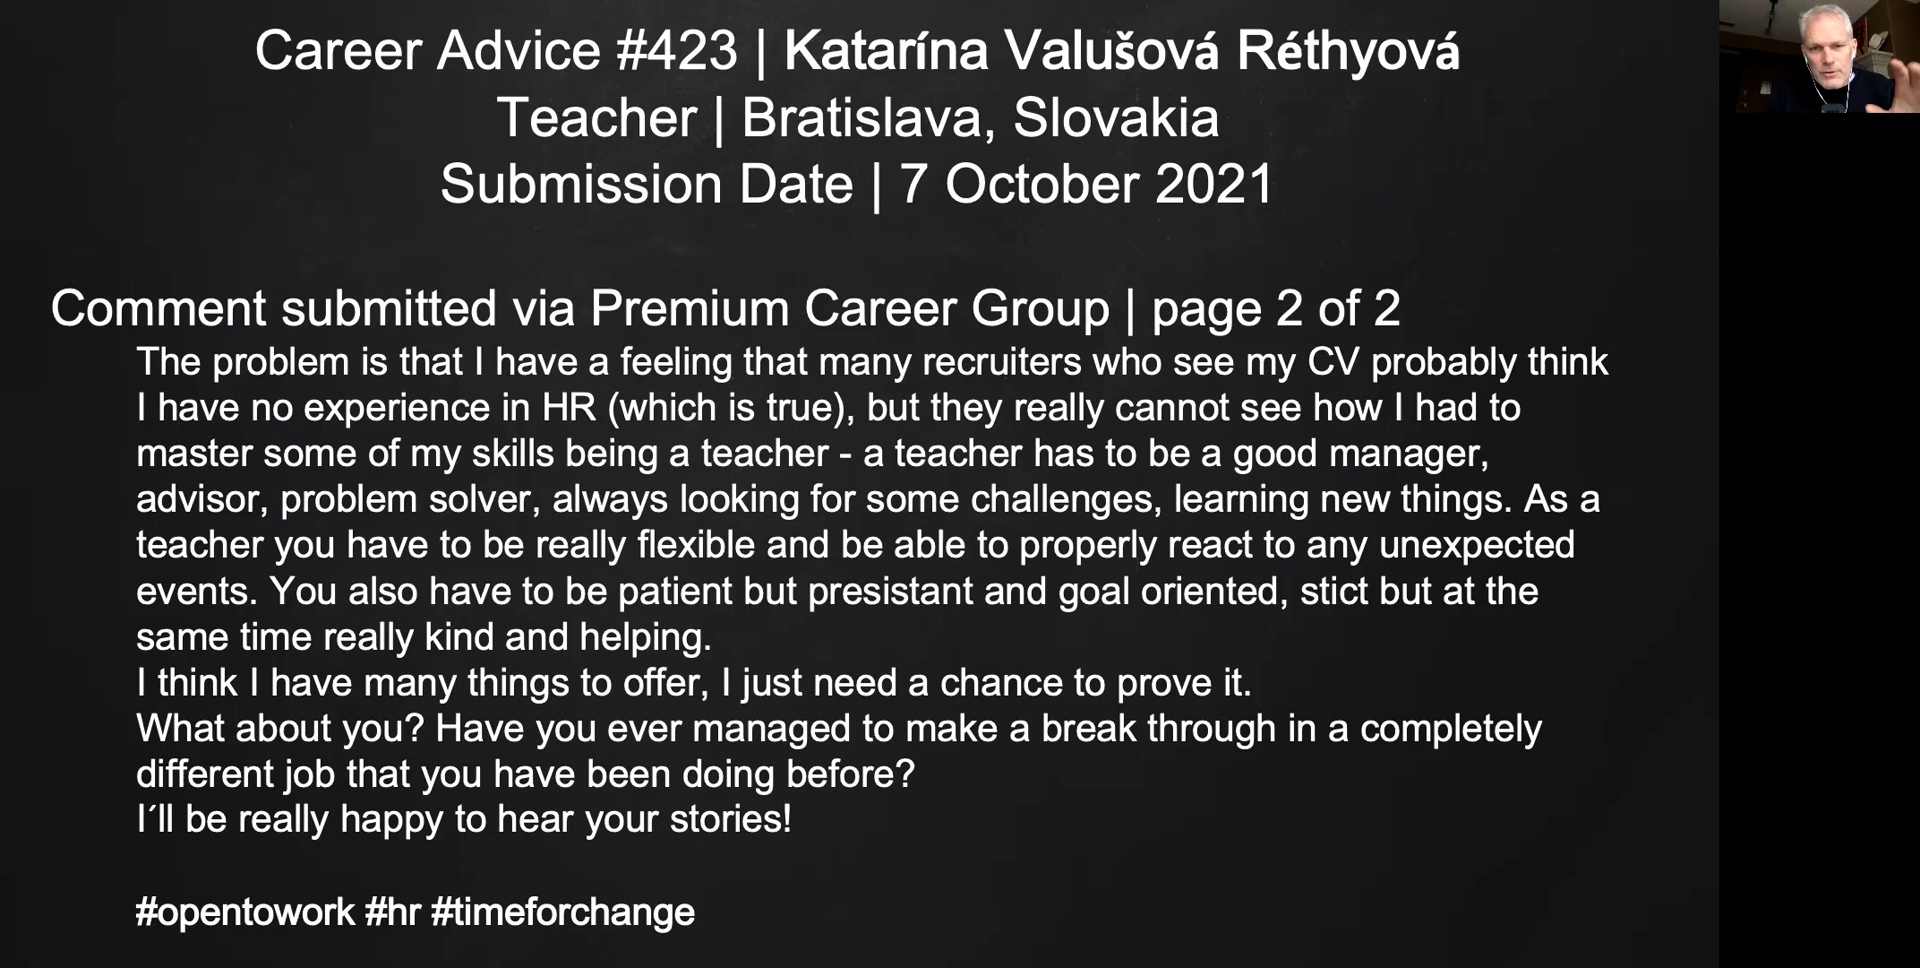 Career Advice #423 | Katarína Valušová Réthyová
Teacher | Bratislava, Slovakia
Submission Date | 7 October 2021
Comment submitted via Premium Career Group | page 2 of 2
The problem is that I have a feeling that many recruiters who see my CV probably think
I have no experience in HR (which is true), but they really cannot see how I had to
master some of my skills being a teacher - a teacher has to be a good manager,
advisor, problem solver, always looking for some challenges, learning new things. As a
teacher you have to be really flexible and be able to properly react to any unexpected
events. You also have to be patient but presistant and goal oriented, stict but at the
same time really kind and helping.
I think I have many things to offer, I just need a chance to prove it.
What about you? Have you ever managed to make a break through in a completely
different job that you have been doing before?
I´ll be really happy to hear your stories!
#opentowork #hr #timeforchange